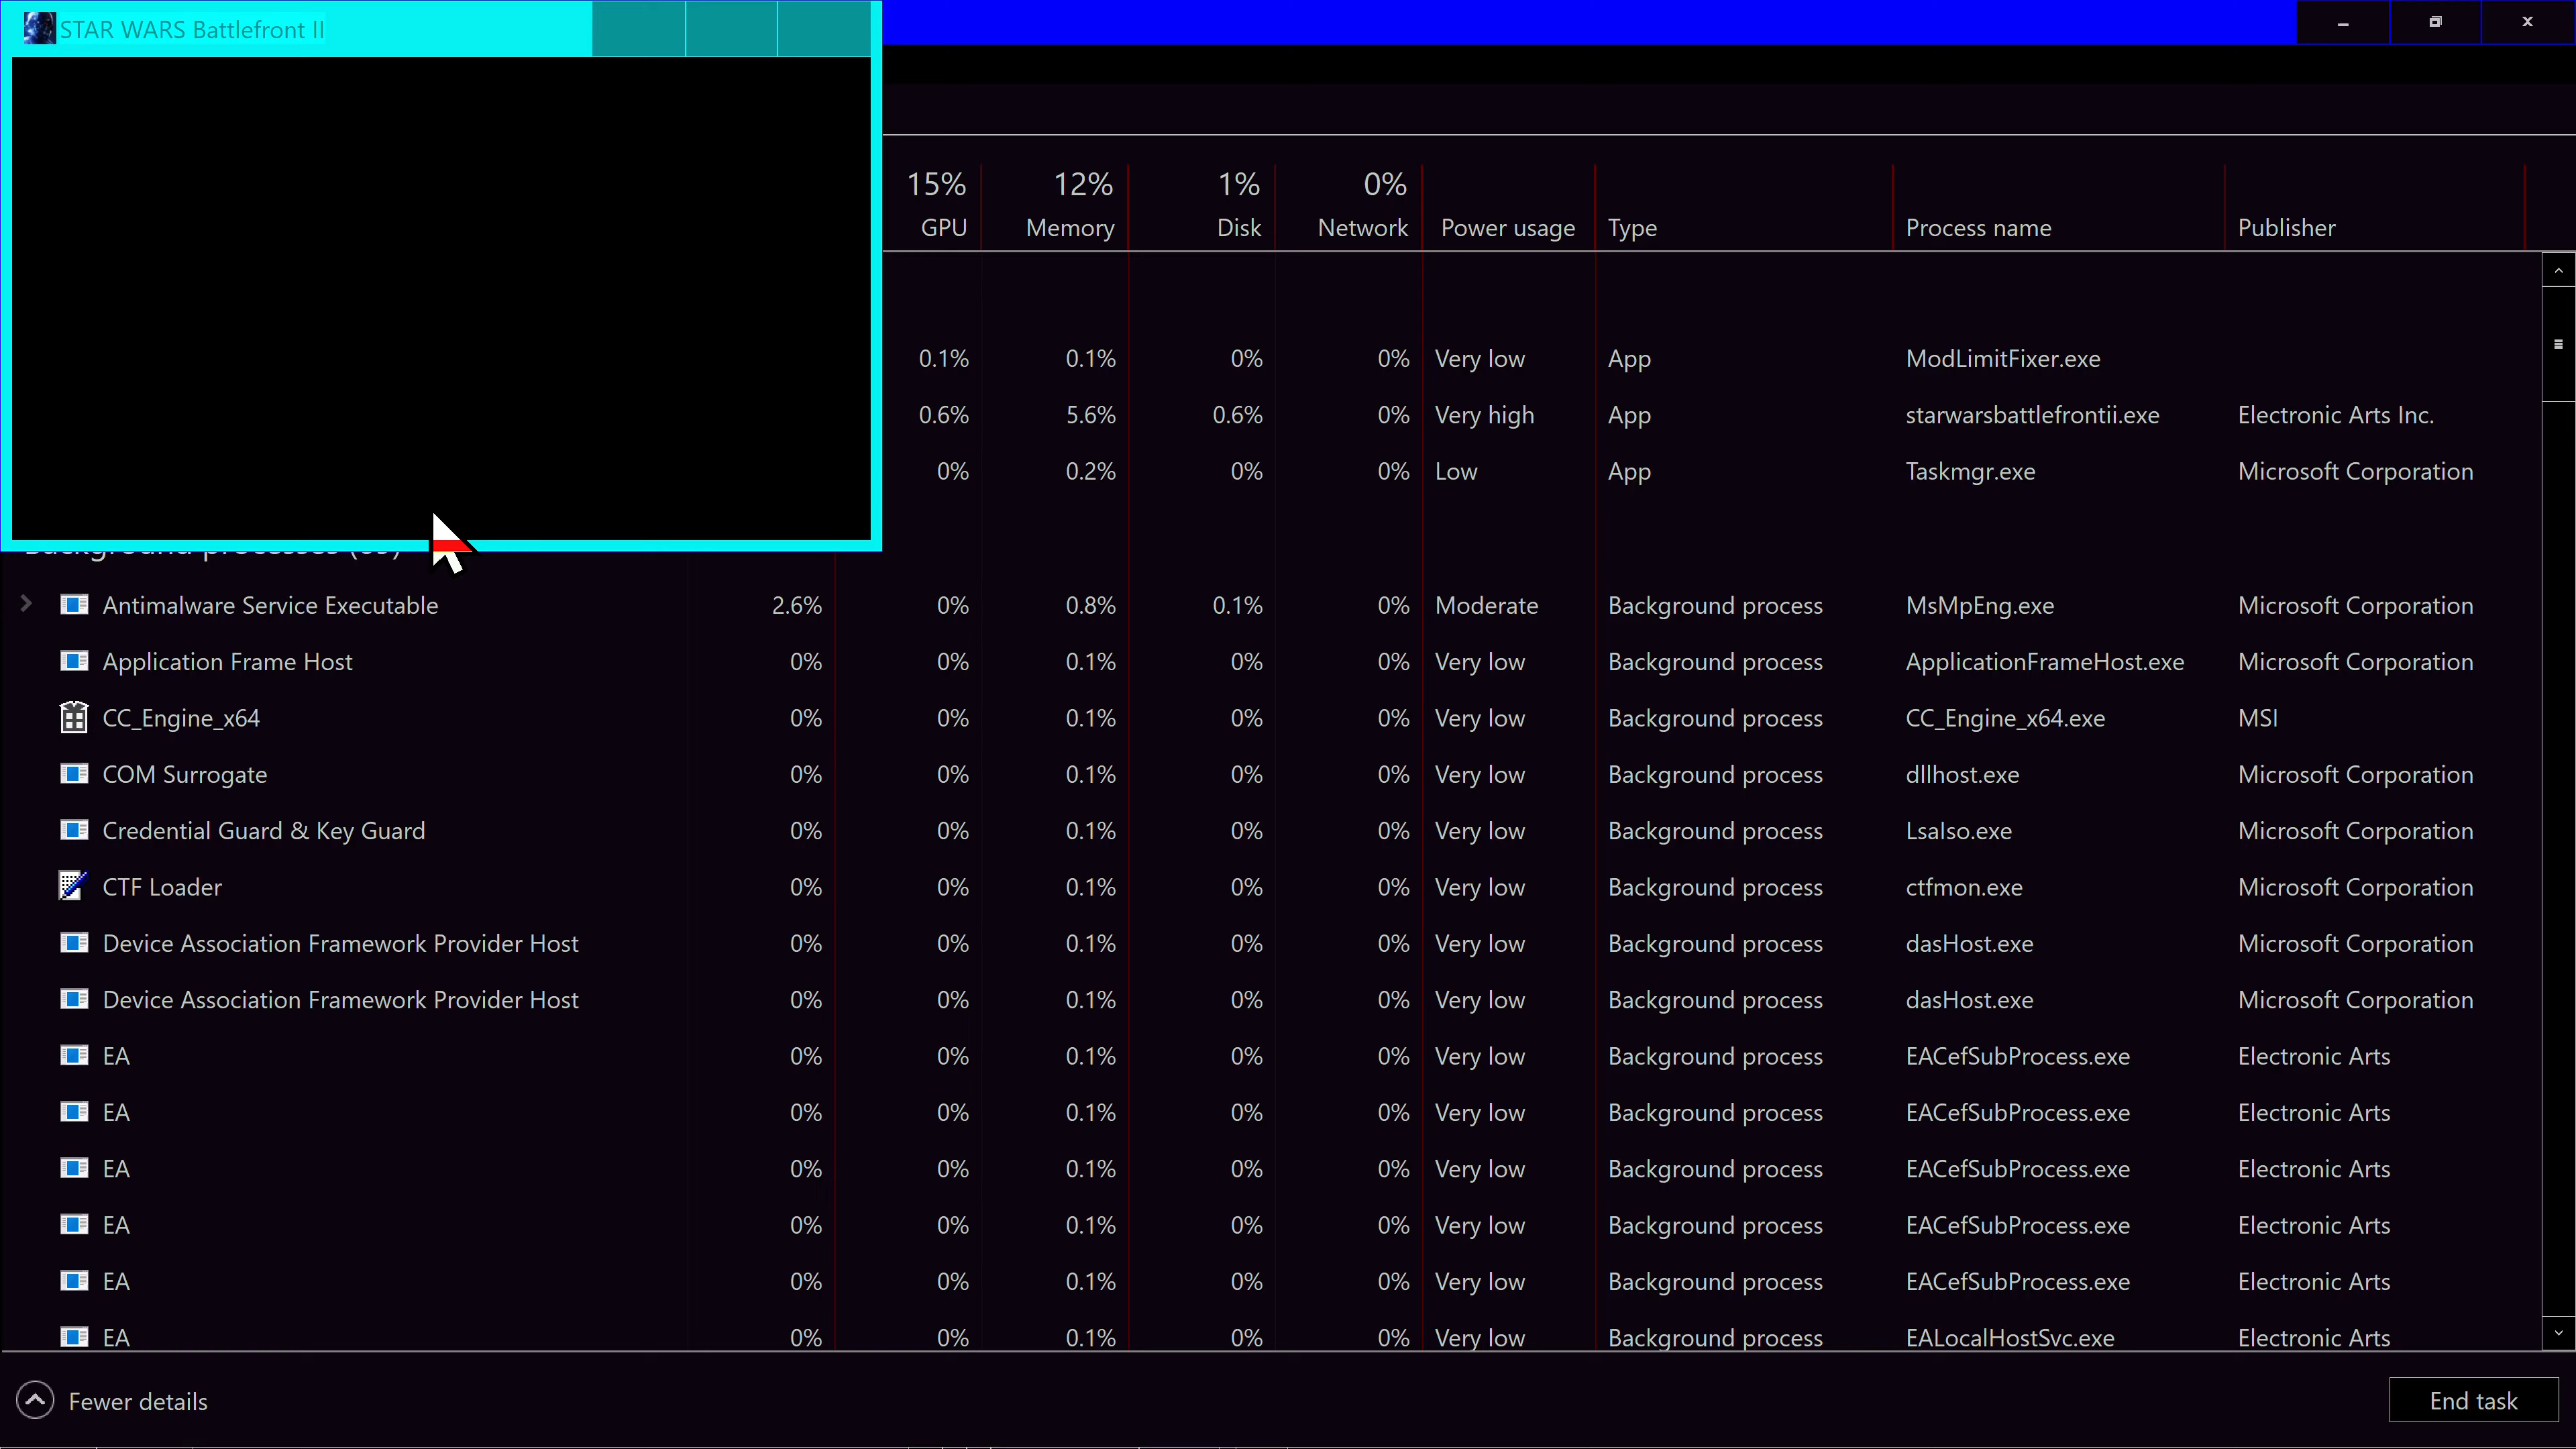 STAR WARS Battlefront II
15% 12% 1% 0%
GPU Memory Disk Network Power usage Type Process name Publisher
0.1% 0.1% 0% 0% Very low App ModLimitFixer.exe
0.6% 5.6% 0.6% 0% Very high App starwarsbattlefrontii.exe Electronic Arts Inc.
0% 0.2% 0% 0% Low App Taskmgr.exe Microsoft Corporation
Background processes
Antimalware Service Executable 2.6% 0% 0.8% 0.1% 0% Moderate Background process MsMpEng.exe Microsoft Corporation
Application Frame Host 0% 0% 0.1% 0% 0% Very low Background process ApplicationFrameHost.exe Microsoft Corporation
CC_Engine_x64 0% 0% 0.1% 0% 0% Very low Background process CC_Engine_x64.exe MSI
COM Surrogate 0% 0% 0.1% 0% 0% Very low Background process dllhost.exe Microsoft Corporation
Credential Guard & Key Guard 0% 0% 0.1% 0% 0% Very low Background process LsaIso.exe Microsoft Corporation
CTF Loader 0% 0% 0.1% 0% 0% Very low Background process ctfmon.exe Microsoft Corporation
Device Association Framework Provider Host 0% 0% 0.1% 0% 0% Very low Background process dasHost.exe Microsoft Corporation
Device Association Framework Provider Host 0% 0% 0.1% 0% 0% Very low Background process dasHost.exe Microsoft Corporation
EA 0% 0% 0.1% 0% 0% Very low Background process EACefSubProcess.exe Electronic Arts
EA 0% 0% 0.1% 0% 0% Very low Background process EACefSubProcess.exe Electronic Arts
EA 0% 0% 0.1% 0% 0% Very low Background process EACefSubProcess.exe Electronic Arts
EA 0% 0% 0.1% 0% 0% Very low Background process EACefSubProcess.exe Electronic Arts
EA 0% 0% 0.1% 0% 0% Very low Background process EACefSubProcess.exe Electronic Arts
EA 0% 0% 0.1% 0% 0% Very low Background process EALocalHostSvc.exe Electronic Arts
Fewer details End task